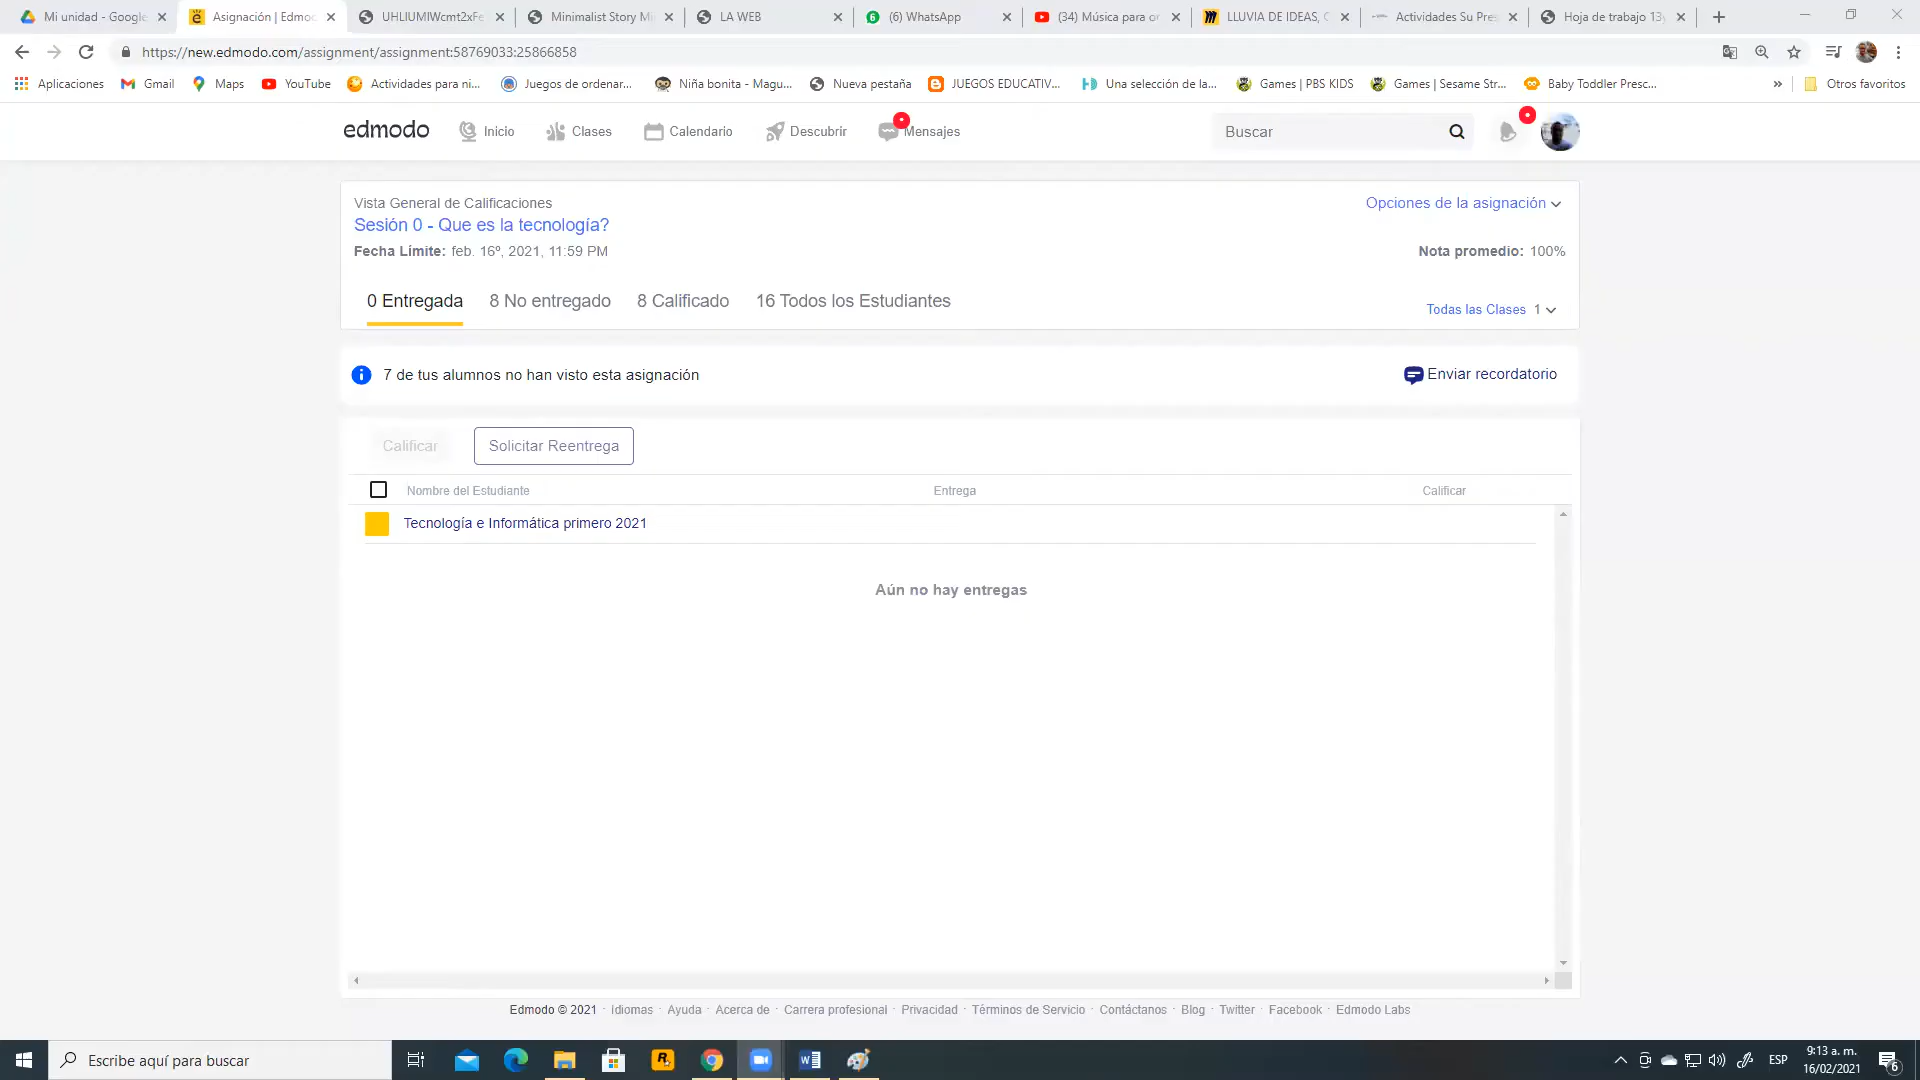 Mi unidad - Google
Asignación | Edmoc
UHLIUMIWcmt2xFe
Minimalist Story Mi
LA WEB
(6) WhatsApp
(34) Música para or
LLUVIA DE IDEAS, C
Actividades Su Pres
Hoja de trabajo 13
https://new.edmodo.com/assignment/assignment:58769033:25866858
Aplicaciones
Gmail
Maps
YouTube
Actividades para ni...
Juegos de ordenar...
Niña bonita - Magu...
Nueva pestaña
JUEGOS EDUCATIV...
Una selección de la...
Games | PBS KIDS
Games | Sesame Str...
Baby Toddler Presc...
»
Otros favoritos
edmodo
Inicio
Clases
Calendario
Descubrir
Mensajes
Buscar
Vista General de Calificaciones
Opciones de la asignación
Sesión 0 - Que es la tecnología?
Fecha Límite: feb. 16º, 2021, 11:59 PM
Nota promedio: 100%
0 Entregada
8 No entregado
8 Calificado
16 Todos los Estudiantes
Todas las Clases 1
7 de tus alumnos no han visto esta asignación
Enviar recordatorio
Calificar
Solicitar Reentrega
Nombre del Estudiante
Entrega
Calificar
Tecnología e Informática primero 2021
Aún no hay entregas
Edmodo © 2021 · Idiomas · Ayuda · Acerca de · Carrera profesional · Privacidad · Términos de Servicio · Contáctanos · Blog · Twitter · Facebook · Edmodo Labs
Escribe aquí para buscar
ESP
9:13 a. m.
16/02/2021
6